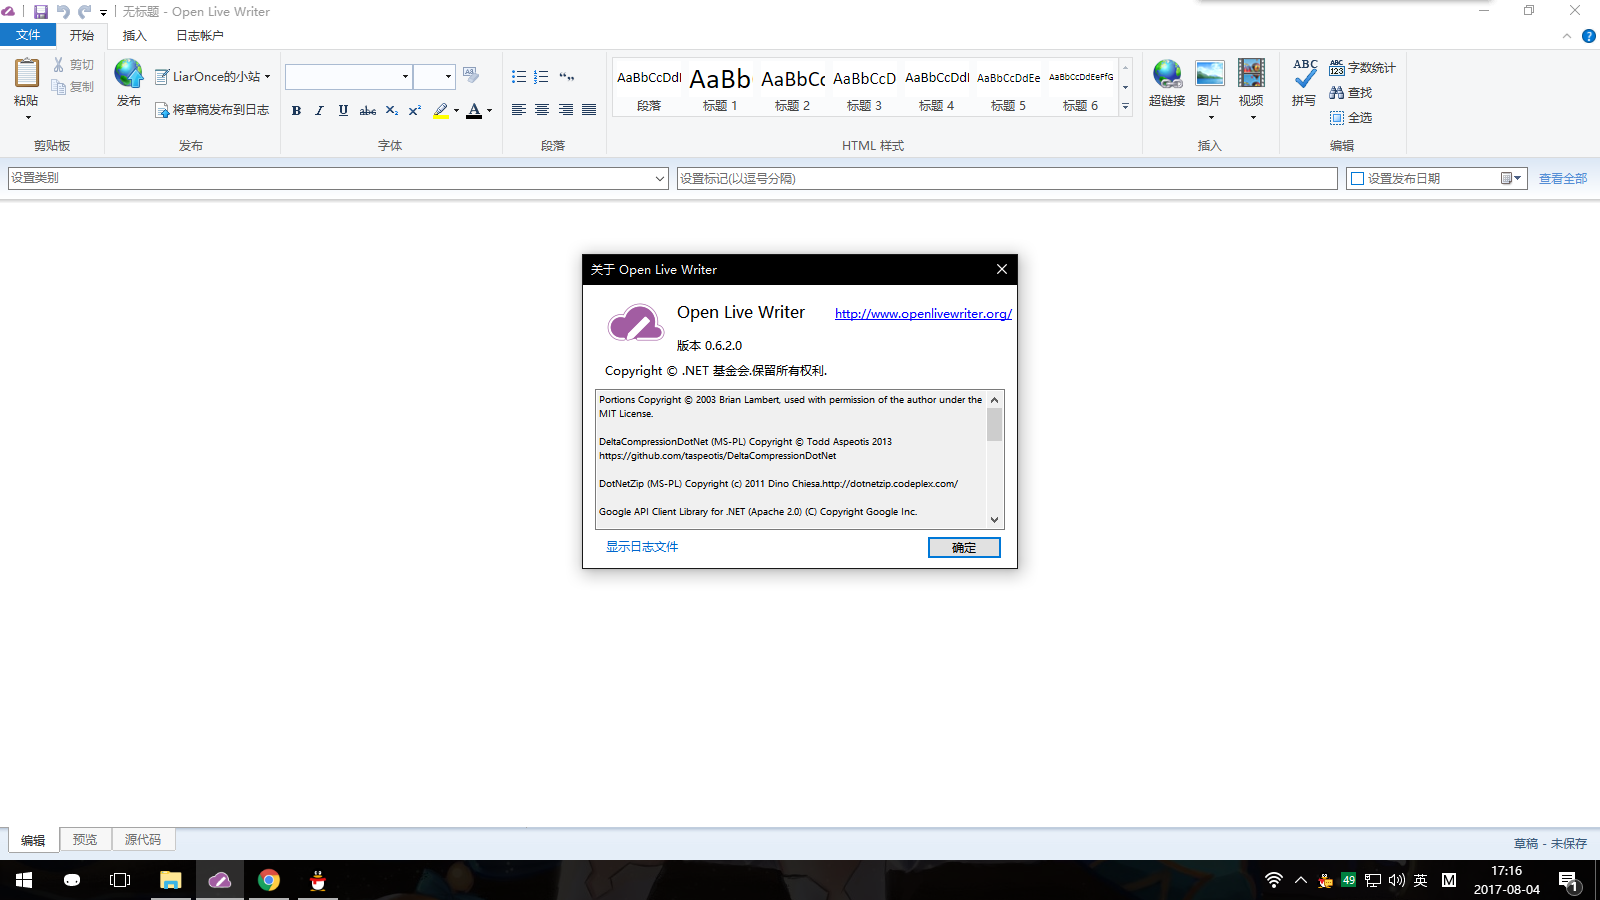 无标题 - Open Live Writer
文件
开始
插入
日志帐户
粘贴
剪切
复制
剪贴板
发布
LiarOnce的小站
将草稿发布到日志
发布
B I U abc X₂ X² A
字体
段落
AaBbCcDdI
段落
AaBb
标题 1
AaBbCc
标题 2
AaBbCcD
标题 3
AaBbCcDdI
标题 4
AaBbCcDdEe
标题 5
AaBbCcDdEeFfG
标题 6
HTML 样式
超链接
图片
视频
插入
ABC
拼写
ABC
123
字数统计
查找
全选
编辑
设置类别
设置标记(以逗号分隔)
设置发布日期
查看全部
关于 Open Live Writer
Open Live Writer
http://www.openlivewriter.org/
版本 0.6.2.0
Copyright © .NET 基金会.保留所有权利.
Portions Copyright © 2003 Brian Lambert, used with permission of the author under the
MIT License.
DeltaCompressionDotNet (MS-PL) Copyright © Todd Aspeotis 2013
https://github.com/taspeotis/DeltaCompressionDotNet
DotNetZip (MS-PL) Copyright (c) 2011 Dino Chiesa.http://dotnetzip.codeplex.com/
Google API Client Library for .NET (Apache 2.0) (C) Copyright Google Inc.
显示日志文件
确定
编辑
预览
源代码
草稿 - 未保存
49
英
M
17:16
2017-08-04
1